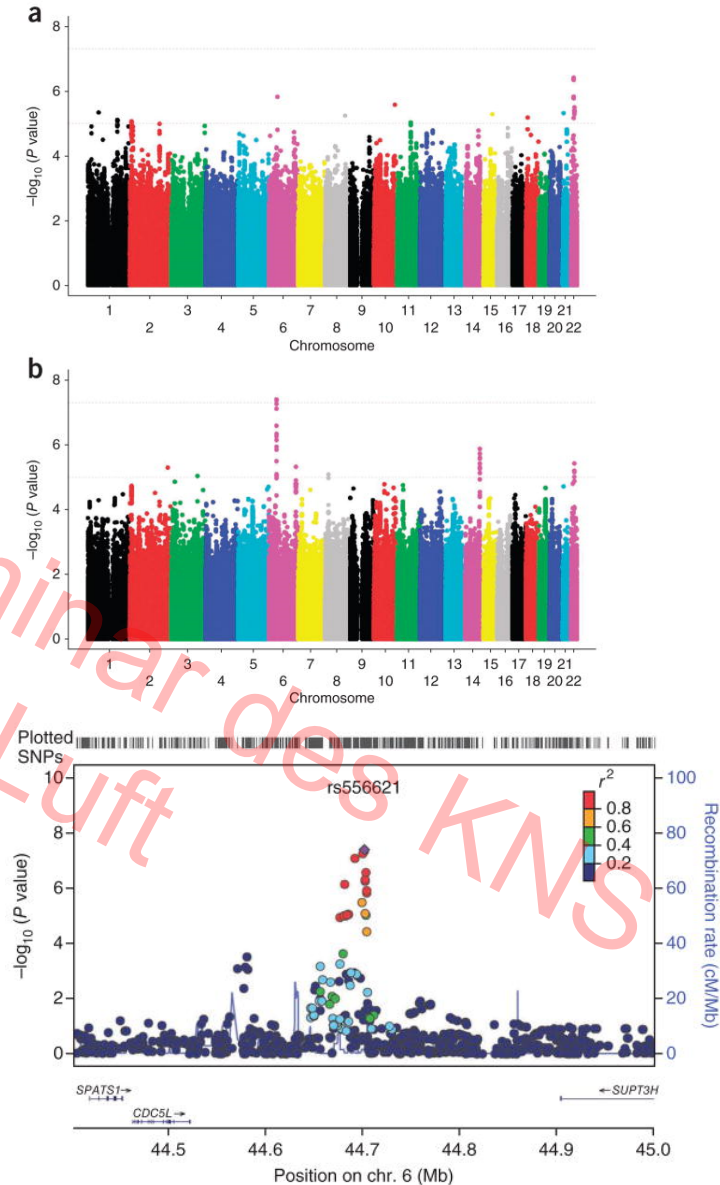 a
8
6
4
2
0
–log10 (P value)
1 3 5 7 9 11 13 15 17 19 21
2 4 6 8 10 12 14 16 18 20 22
Chromosome
b
8
6
4
2
0
–log10 (P value)
1 3 5 7 9 11 13 15 17 19 21
2 4 6 8 10 12 14 16 18 20 22
Chromosome
Plotted
SNPs
rs556621
r2
0.8
0.6
0.4
0.2
10
8
6
4
2
0
–log10 (P value)
100
80
60
40
20
0
Recombination rate (cM/Mb)
SPATS1→
CDC5L→
←SUPT3H
44.5 44.6 44.7 44.8 44.9 45.0
Position on chr. 6 (Mb)
minar des KNS
Luft